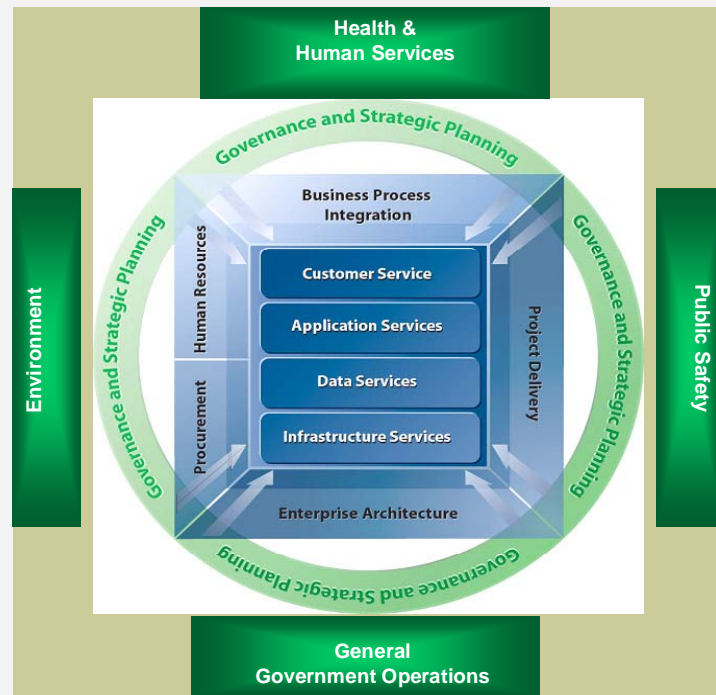 Health &
Human Services
Governance and Strategic Planning
Business Process
Integration
Environment
Governance and Strategic Planning
Human Resources
Procurement
Customer Service
Application Services
Data Services
Infrastructure Services
Project Delivery
Governance and Strategic Planning
Public Safety
Enterprise Architecture
Governance and Strategic Planning
General
Government Operations